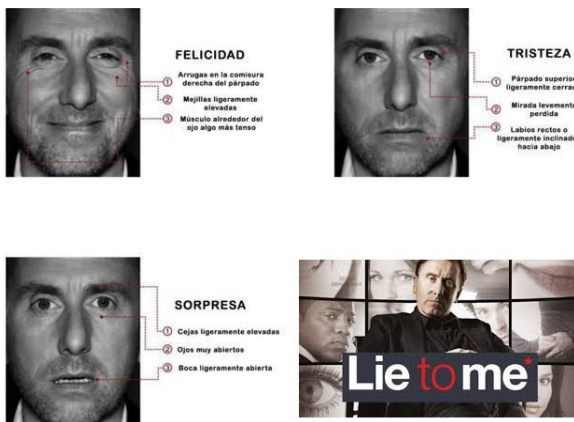 FELICIDAD
① Arrugas en la comisura
derecha del párpado
② Mejillas ligeramente
elevadas
③ Músculo alrededor del
ojo algo más tenso
TRISTEZA
① Párpado superior
ligeramente cerra
② Mirada levemente
perdida
③ Labios rectos o
ligeramente inclinado
hacia abajo
SORPRESA
① Cejas ligeramente elevadas
② Ojos muy abiertos
③ Boca ligeramente abierta
Lie to me*